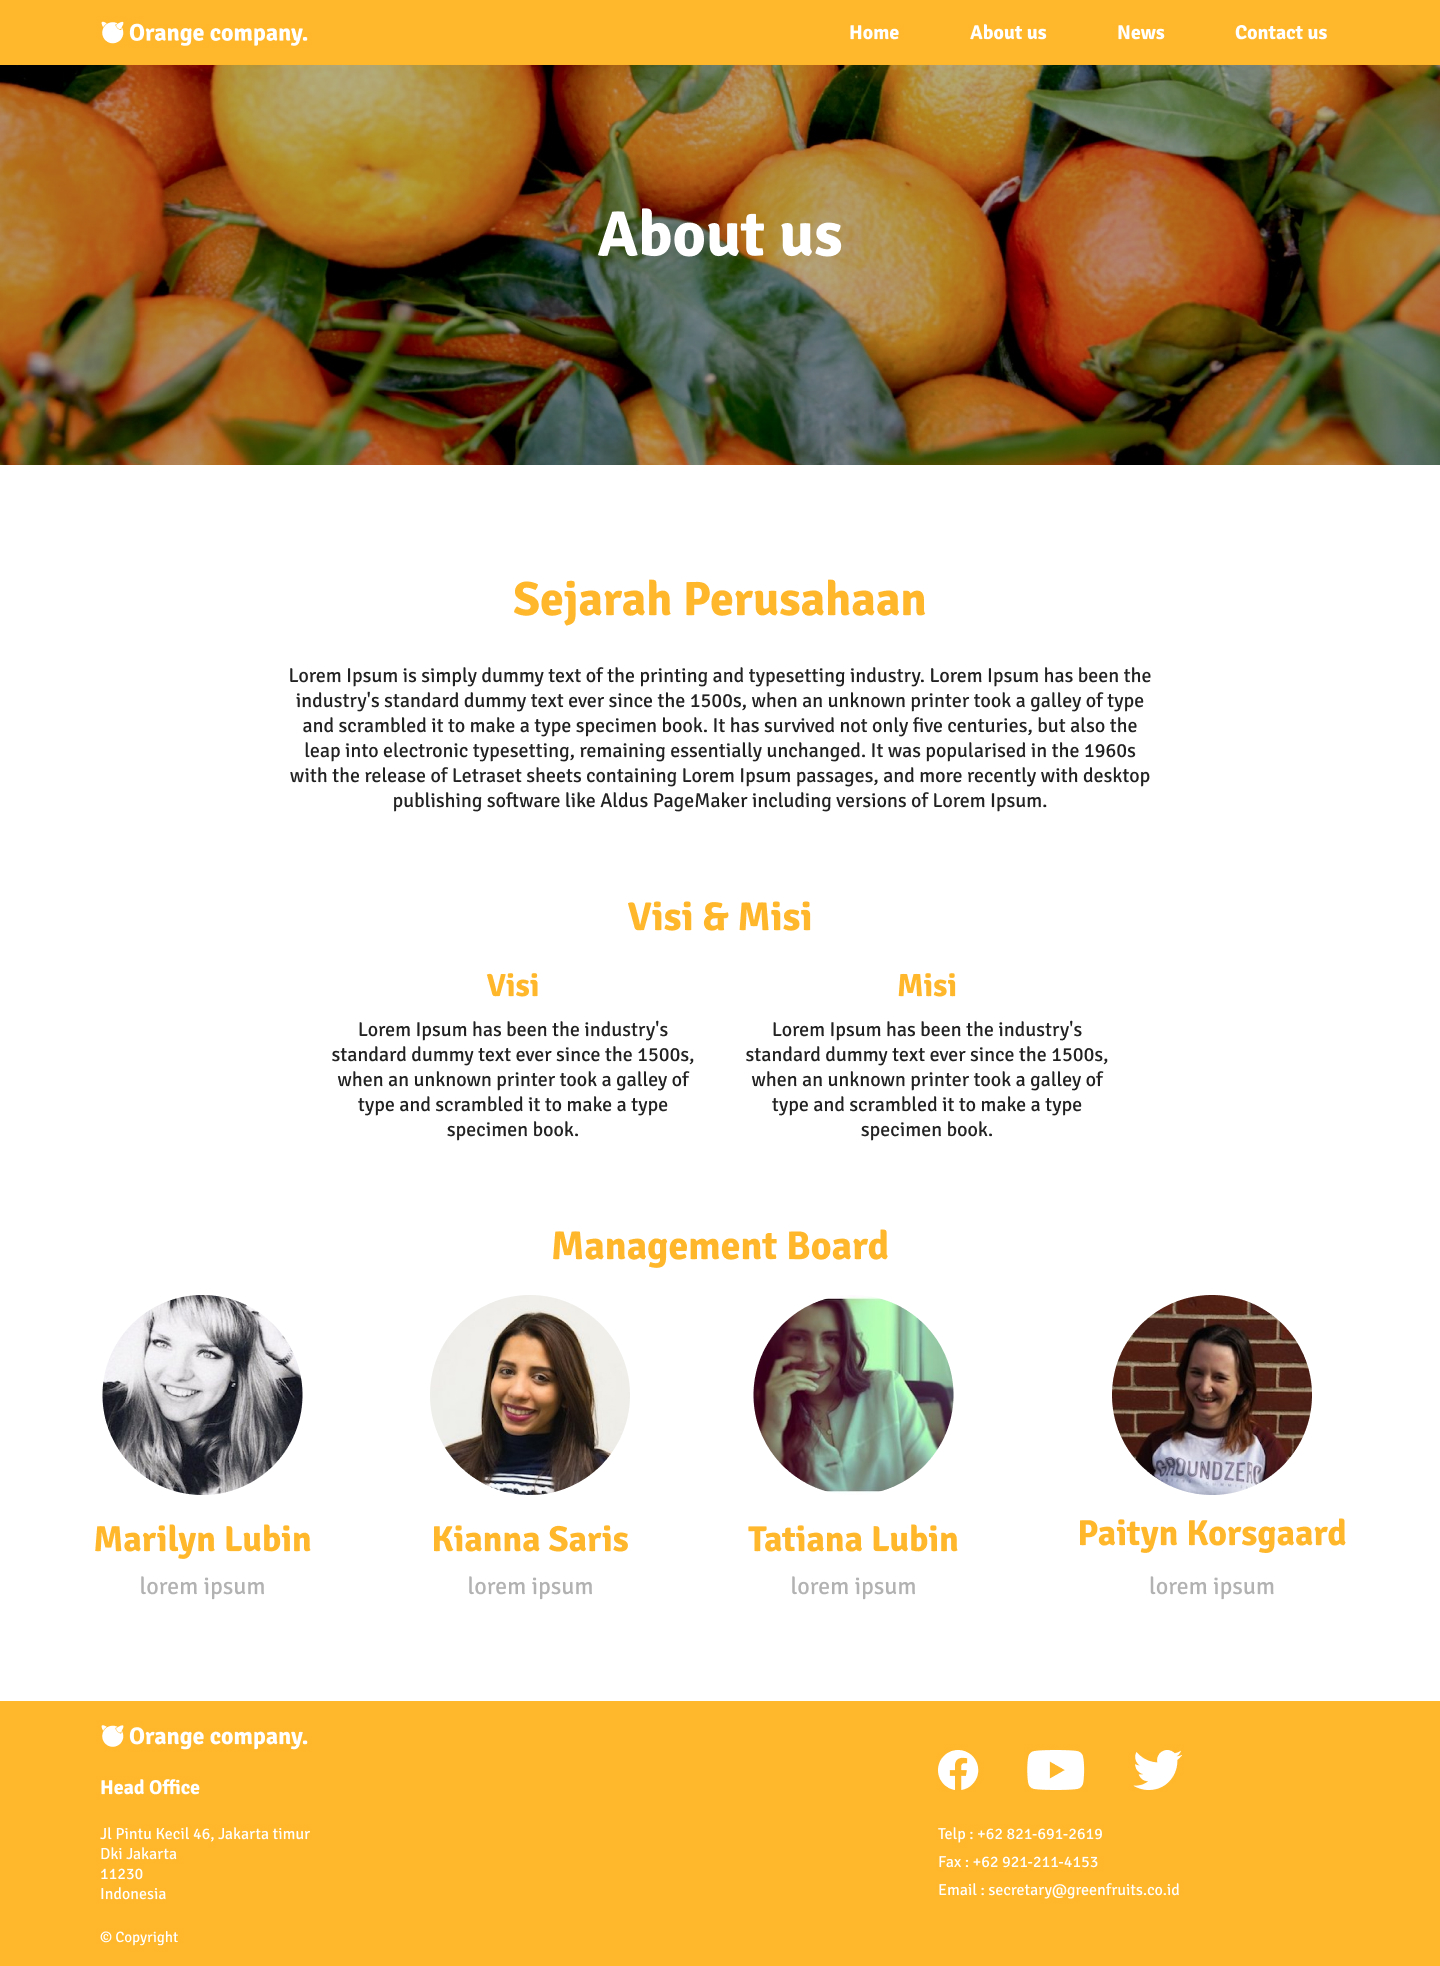 Orange company.
Home
About us
News
Contact us
About us
Sejarah Perusahaan
Lorem Ipsum is simply dummy text of the printing and typesetting industry. Lorem Ipsum has been the
industry's standard dummy text ever since the 1500s, when an unknown printer took a galley of type
and scrambled it to make a type specimen book. It has survived not only five centuries, but also the
leap into electronic typesetting, remaining essentially unchanged. It was popularised in the 1960s
with the release of Letraset sheets containing Lorem Ipsum passages, and more recently with desktop
publishing software like Aldus PageMaker including versions of Lorem Ipsum.
Visi & Misi
Visi
Lorem Ipsum has been the industry's
standard dummy text ever since the 1500s,
when an unknown printer took a galley of
type and scrambled it to make a type
specimen book.
Misi
Lorem Ipsum has been the industry's
standard dummy text ever since the 1500s,
when an unknown printer took a galley of
type and scrambled it to make a type
specimen book.
Management Board
GROUNDZERO
Marilyn Lubin
lorem ipsum
Kianna Saris
lorem ipsum
Tatiana Lubin
lorem ipsum
Paityn Korsgaard
lorem ipsum
Orange company.
Head Office
Jl Pintu Kecil 46, Jakarta timur
Dki Jakarta
11230
Indonesia
© Copyright
Telp : +62 821-691-2619
Fax : +62 921-211-4153
Email : secretary@greenfruits.co.id